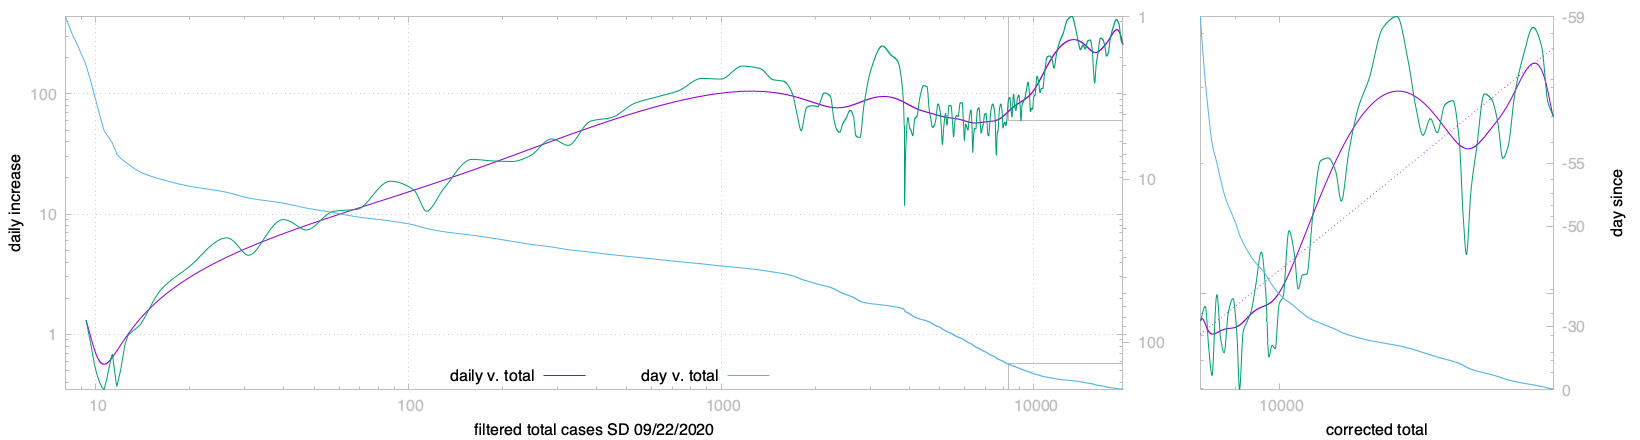 100
10
1
daily increase
10
100
1000
10000
filtered total cases SD 09/22/2020
daily v. total
day v. total
1
10
100
10000
corrected total
-59
-55
-50
-30
0
day since